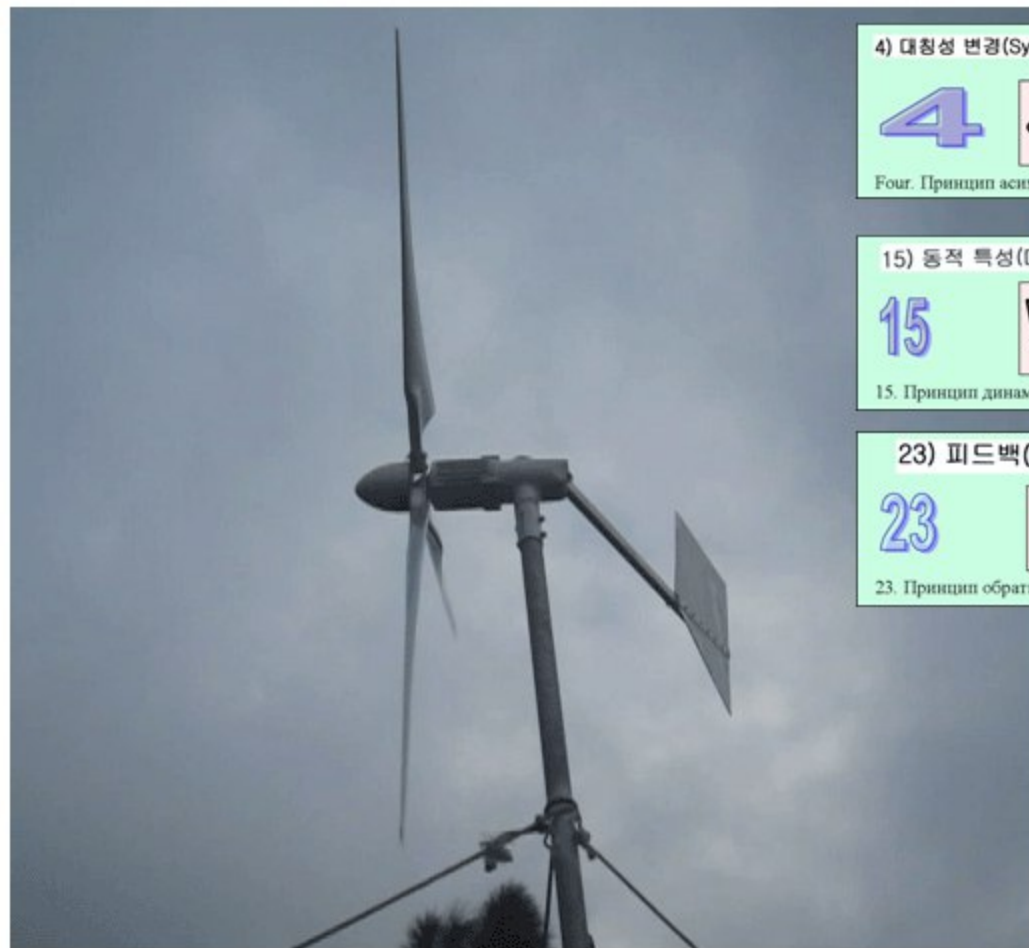 4) 대칭성 변경(Sy
4
Four. Принцип асим
15) 동적 특성(D
15
15. Принцип динам
23) 피드백(
23
23. Принцип обрат